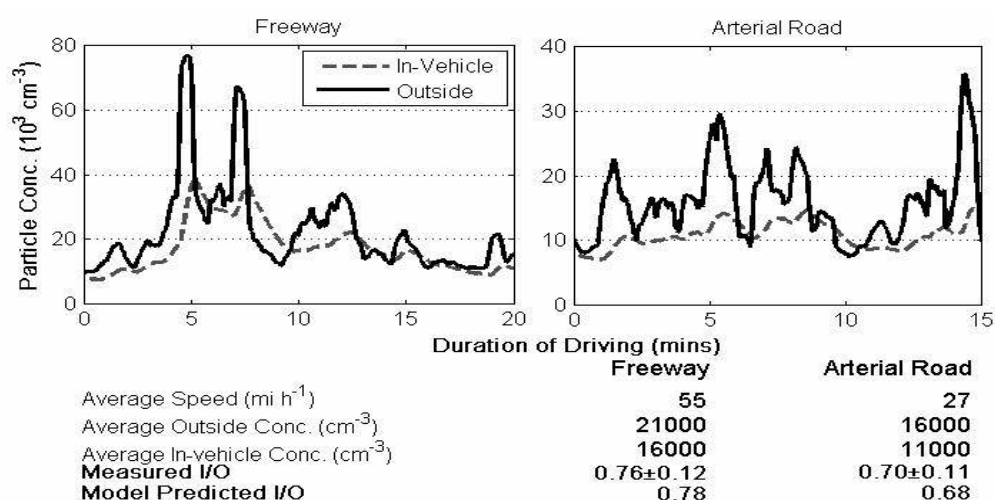 Freeway
Arterial Road
Particle Conc. (10³ cm⁻³)
80
60
40
20
0
In-Vehicle
Outside
40
30
20
10
0
0 5 10 15 20
0 5 10 15
Duration of Driving (mins)
Freeway Arterial Road
Average Speed (mi h⁻¹) 55 27
Average Outside Conc. (cm⁻³) 21000 16000
Average In-vehicle Conc. (cm⁻³) 16000 11000
Measured I/O 0.76±0.12 0.70±0.11
Model Predicted I/O 0.78 0.68